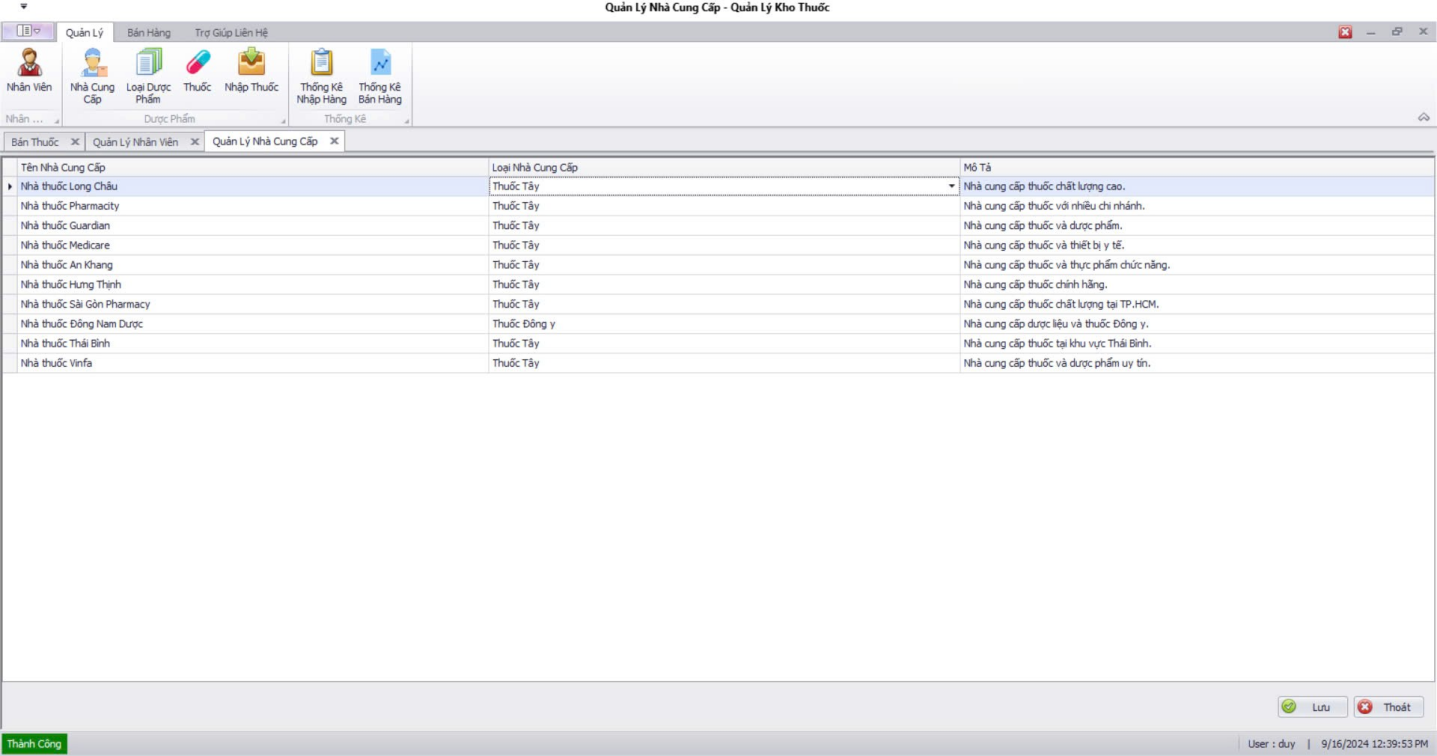 Quản Lý Nhà Cung Cấp - Quản Lý Kho Thuốc
Quản Lý Bán Hàng Trợ Giúp Liên Hệ
Nhân Viên Nhà Cung Cấp Loại Dược Phẩm Thuốc Nhập Thuốc Thống Kê Nhập Hàng Thống Kê Bán Hàng
Nhân ... Dược Phẩm Thống Kê
Bán Thuốc Quản Lý Nhân Viên Quản Lý Nhà Cung Cấp
Tên Nhà Cung Cấp Loại Nhà Cung Cấp Mô Tả
Nhà thuốc Long Châu Thuốc Tây Nhà cung cấp thuốc chất lượng cao.
Nhà thuốc Pharmacity Thuốc Tây Nhà cung cấp thuốc với nhiều chi nhánh.
Nhà thuốc Guardian Thuốc Tây Nhà cung cấp thuốc và dược phẩm.
Nhà thuốc Medicare Thuốc Tây Nhà cung cấp thuốc và thiết bị y tế.
Nhà thuốc An Khang Thuốc Tây Nhà cung cấp thuốc và thực phẩm chức năng.
Nhà thuốc Hưng Thịnh Thuốc Tây Nhà cung cấp thuốc chính hãng.
Nhà thuốc Sài Gòn Pharmacy Thuốc Tây Nhà cung cấp thuốc chất lượng tại TP.HCM.
Nhà thuốc Đông Nam Dược Thuốc Đông y Nhà cung cấp dược liệu và thuốc Đông y.
Nhà thuốc Thái Bình Thuốc Tây Nhà cung cấp thuốc tại khu vực Thái Bình.
Nhà thuốc Vinfa Thuốc Tây Nhà cung cấp thuốc và dược phẩm uy tín.
Lưu Thoát
Thành Công User : duy | 9/16/2024 12:39:53 PM